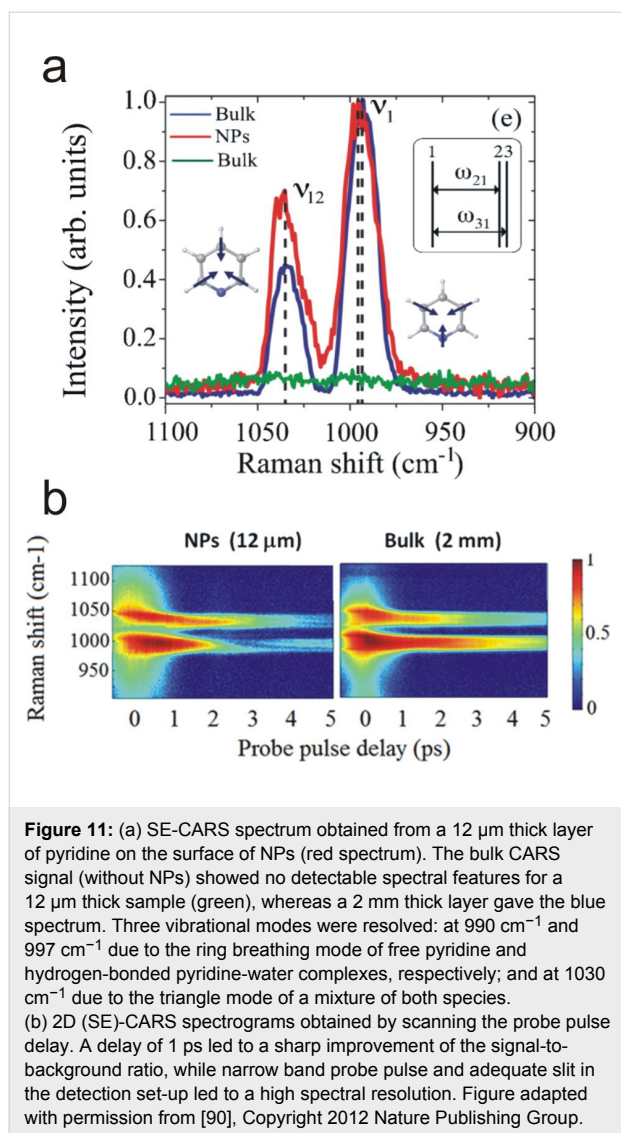 a
1.0
0.8
0.6
0.4
0.2
0.0
Intensity (arb. units)
Bulk
NPs
Bulk
ν12
ν1
(e)
1 23
ω21
ω31
1100 1050 1000 950 900
Raman shift (cm-1)
b
NPs (12 μm) Bulk (2 mm)
Raman shift (cm-1)
1100
1050
1000
950
0 1 2 3 4 5 0 1 2 3 4 5
Probe pulse delay (ps)
1
0.5
0
Figure 11: (a) SE-CARS spectrum obtained from a 12 µm thick layer
of pyridine on the surface of NPs (red spectrum). The bulk CARS
signal (without NPs) showed no detectable spectral features for a
12 µm thick sample (green), whereas a 2 mm thick layer gave the blue
spectrum. Three vibrational modes were resolved: at 990 cm−1 and
997 cm−1 due to the ring breathing mode of free pyridine and
hydrogen-bonded pyridine-water complexes, respectively; and at 1030
cm−1 due to the triangle mode of a mixture of both species.
(b) 2D (SE)-CARS spectrograms obtained by scanning the probe pulse
delay. A delay of 1 ps led to a sharp improvement of the signal-to-
background ratio, while narrow band probe pulse and adequate slit in
the detection set-up led to a high spectral resolution. Figure adapted
with permission from [90], Copyright 2012 Nature Publishing Group.